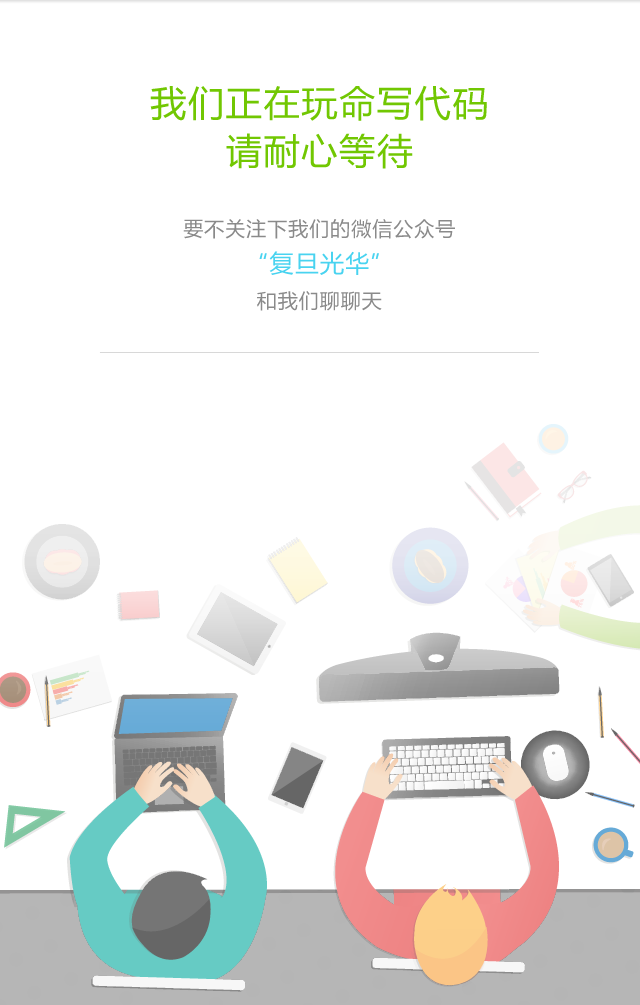 我们正在玩命写代码
请耐心等待
要不关注下我们的微信公众号
“复旦光华”
和我们聊聊天